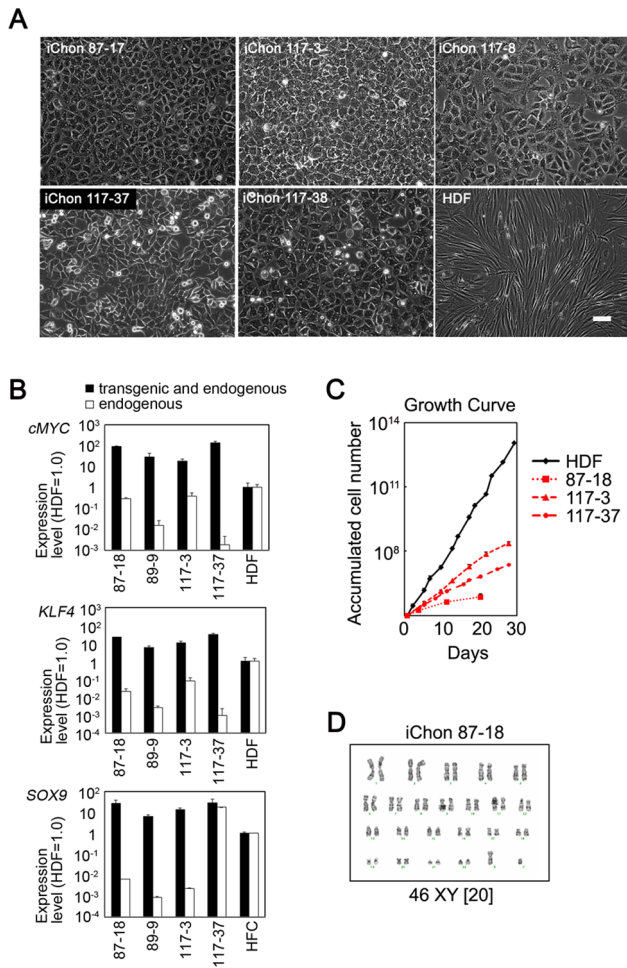 A
iChon 87-17
iChon 117-3
iChon 117-8
iChon 117-37
iChon 117-38
HDF
B
■ transgenic and endogenous
□ endogenous
cMYC
Expression
level (HDF=1.0)
10³
10²
10
1
10⁻¹
10⁻²
10⁻³
87-18
89-9
117-3
117-37
HDF
KLF4
Expression
level (HDF=1.0)
10³
10²
10
1
10⁻¹
10⁻²
10⁻³
10⁻⁴
87-18
89-9
117-3
117-37
HDF
SOX9
Expression
level (HDF=1.0)
10²
10
1
10⁻¹
10⁻²
10⁻³
10⁻⁴
87-18
89-9
117-3
117-37
HFC
C
Growth Curve
Accumulated cell number
10¹⁴
10¹¹
10⁸
0 10 20 30
Days
HDF
87-18
117-3
117-37
D
iChon 87-18
46 XY [20]